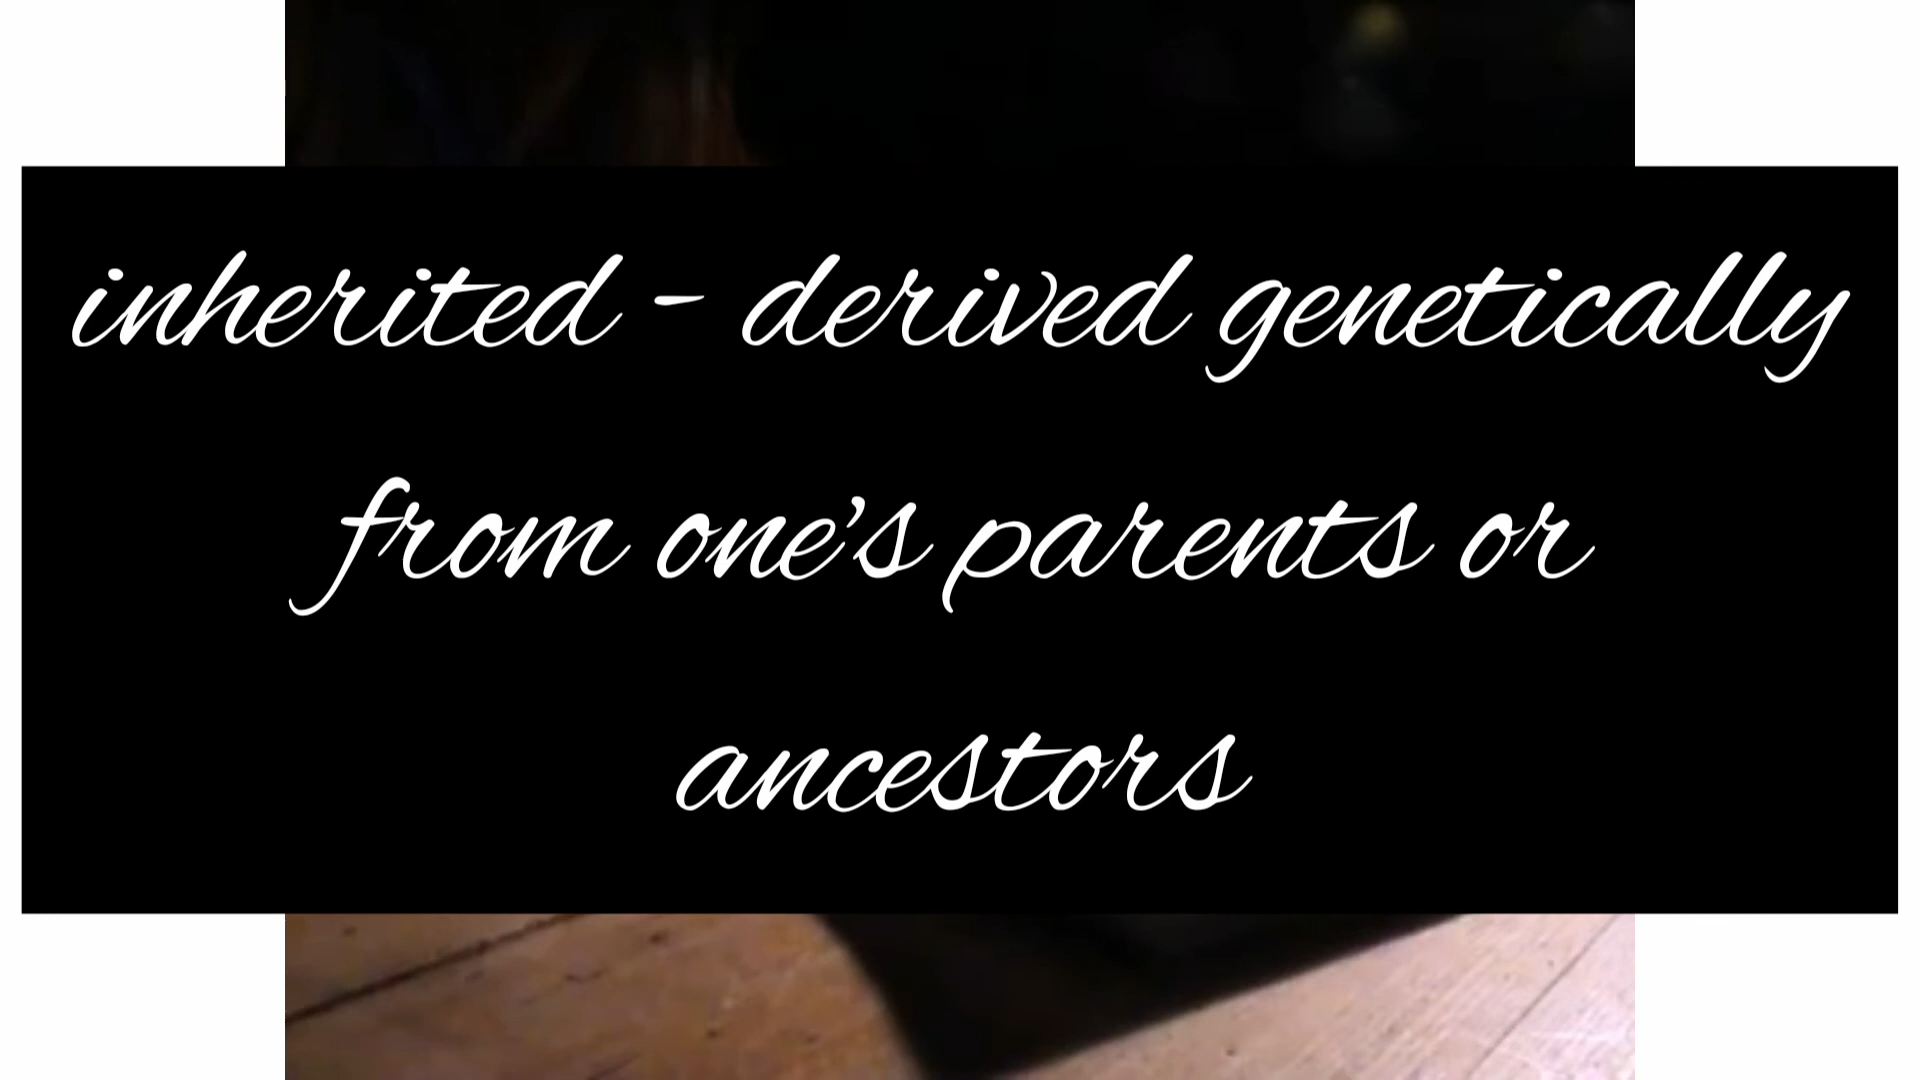 inherited - derived genetically
from one's parents or
ancestors